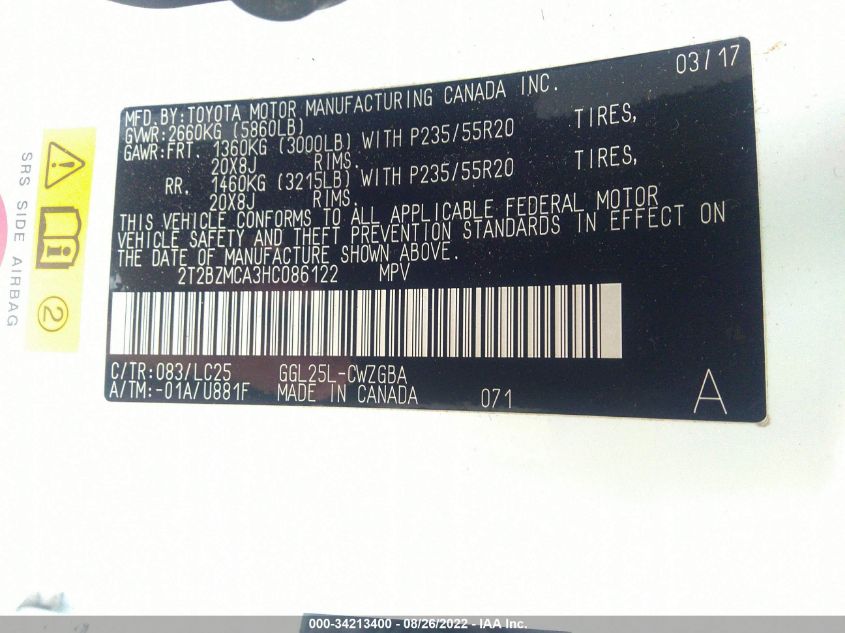 03/17
MFD.BY:TOYOTA MOTOR MANUFACTURING CANADA INC.
GVWR:2660KG (5860LB)
GAWR:FRT. 1360KG (3000LB) WITH P235/55R20 TIRES,
20X8J RIMS.
RR. 1460KG (3215LB) WITH P235/55R20 TIRES,
20X8J RIMS.
THIS VEHICLE CONFORMS TO ALL APPLICABLE FEDERAL MOTOR
VEHICLE SAFETY AND THEFT PREVENTION STANDARDS IN EFFECT ON
THE DATE OF MANUFACTURE SHOWN ABOVE.
2T2BZMCA3HC086122 MPV
C/TR:083/LC25 GGL25L-CWZGBA
A/TM:-01A/U881F MADE IN CANADA 071 A
SRS SIDE AIRBAG
2
000-34213400 - 08/26/2022 - IAA Inc.